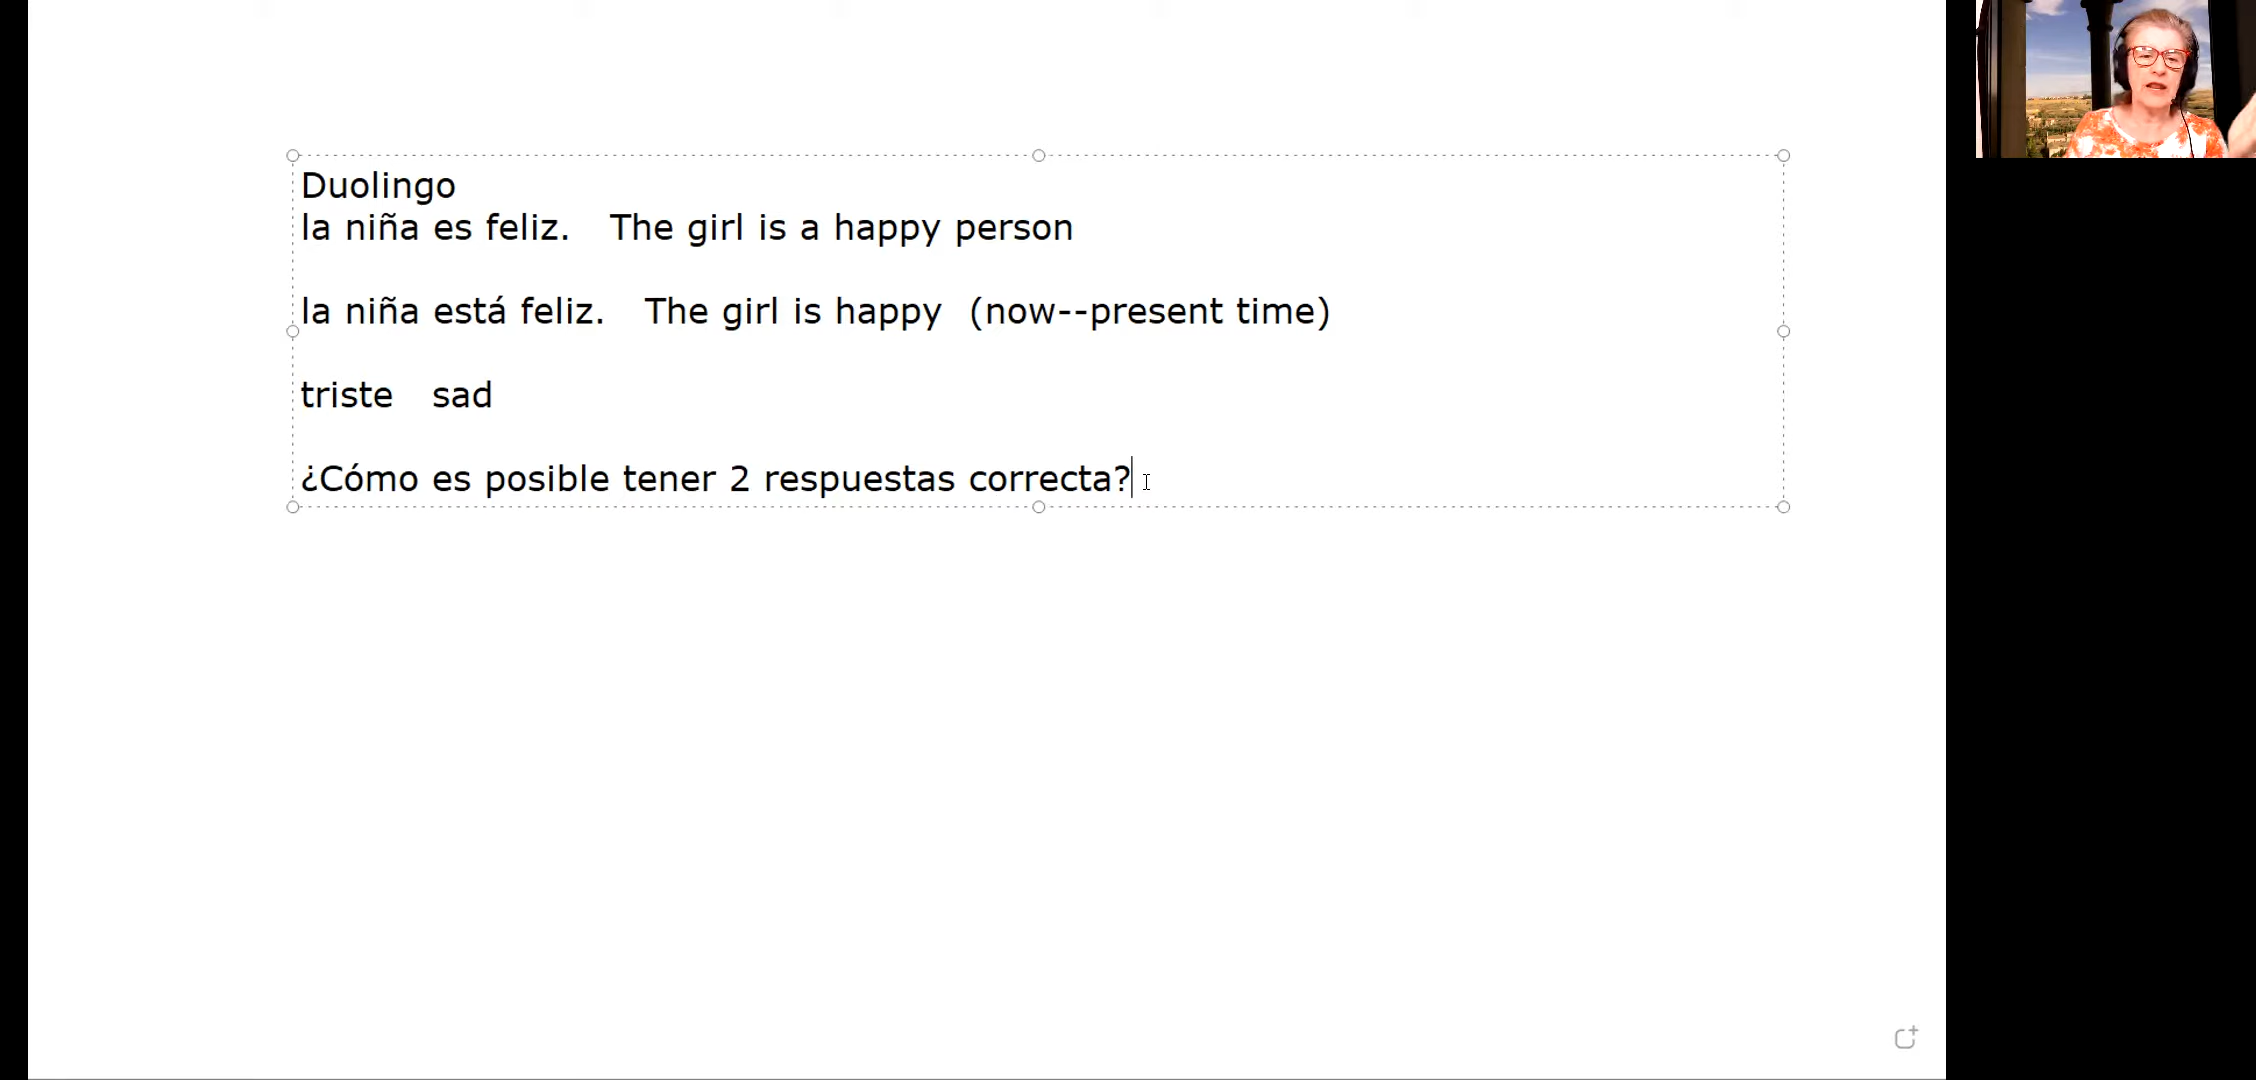 Duolingo
la niña es feliz. The girl is a happy person
la niña está feliz. The girl is happy (now--present time)
triste sad
¿Cómo es posible tener 2 respuestas correcta?